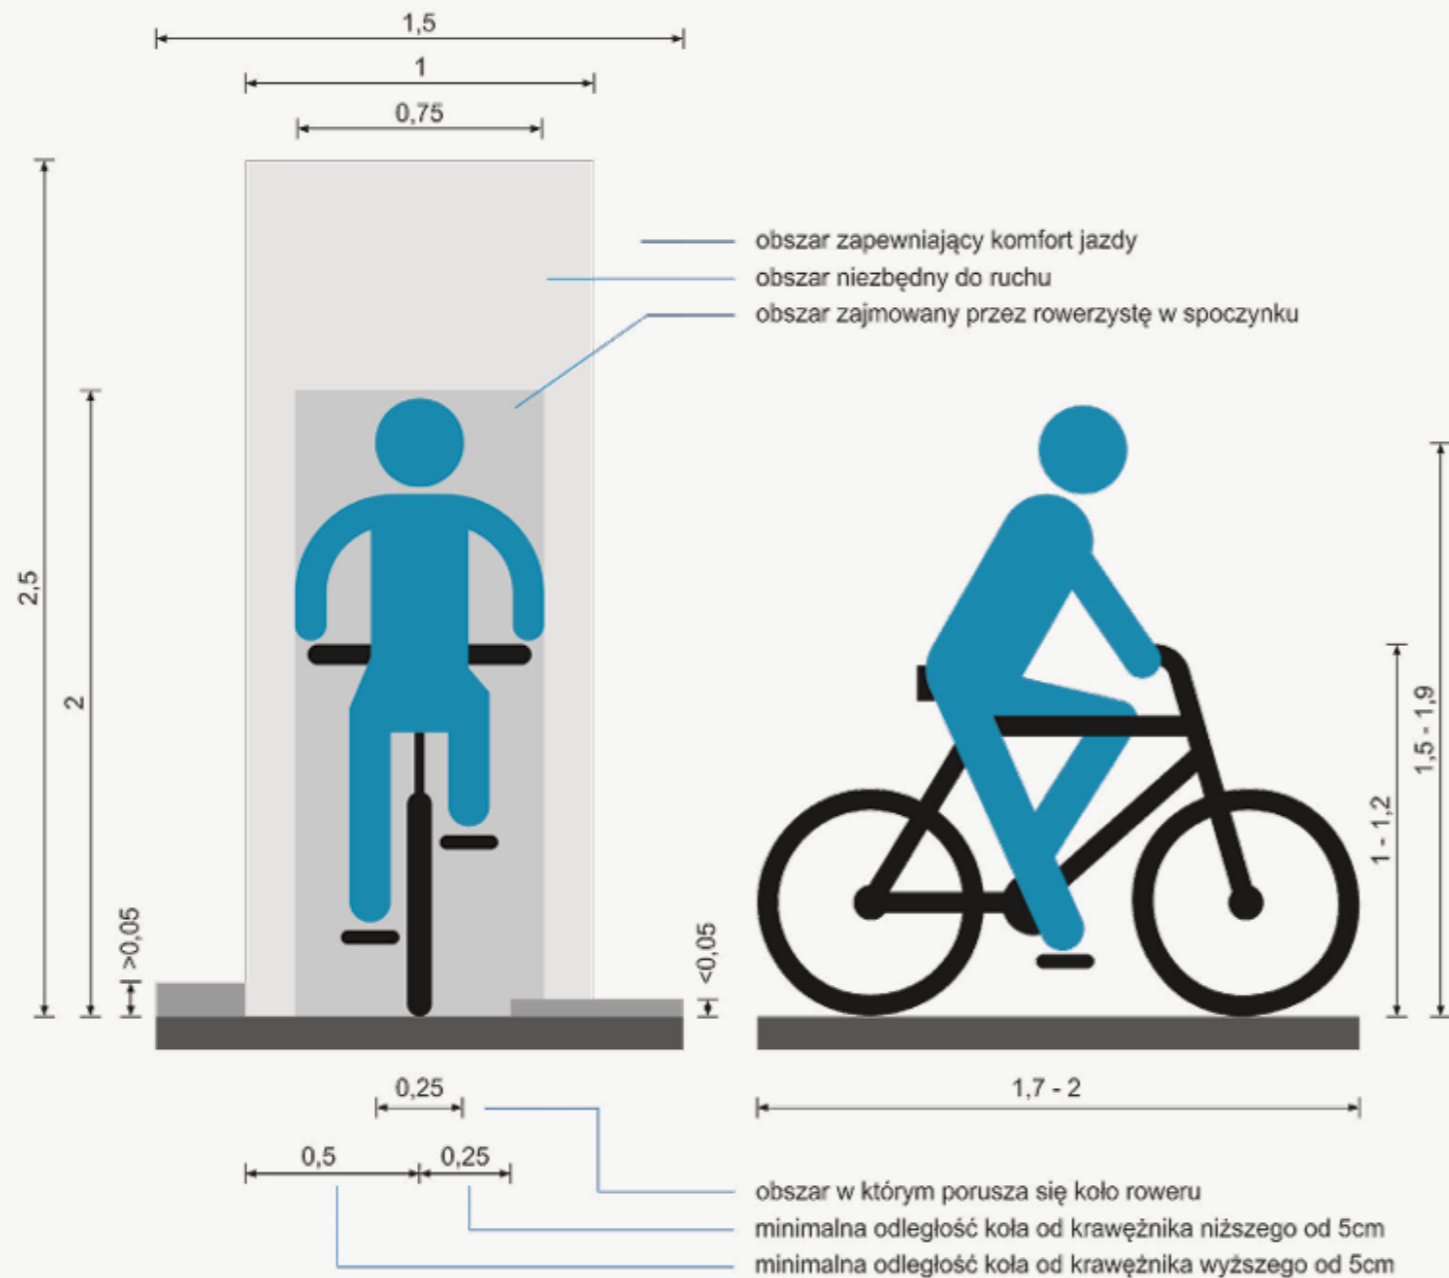 1,5
1
0,75
obszar zapewniający komfort jazdy
obszar niezbędny do ruchu
obszar zajmowany przez rowerzystę w spoczynku
2,5
2
>0,05
<0,05
1 - 1,2
1,5 - 1,9
0,25
1,7 - 2
0,5
0,25
obszar w którym porusza się koło roweru
minimalna odległość koła od krawężnika niższego od 5cm
minimalna odległość koła od krawężnika wyższego od 5cm